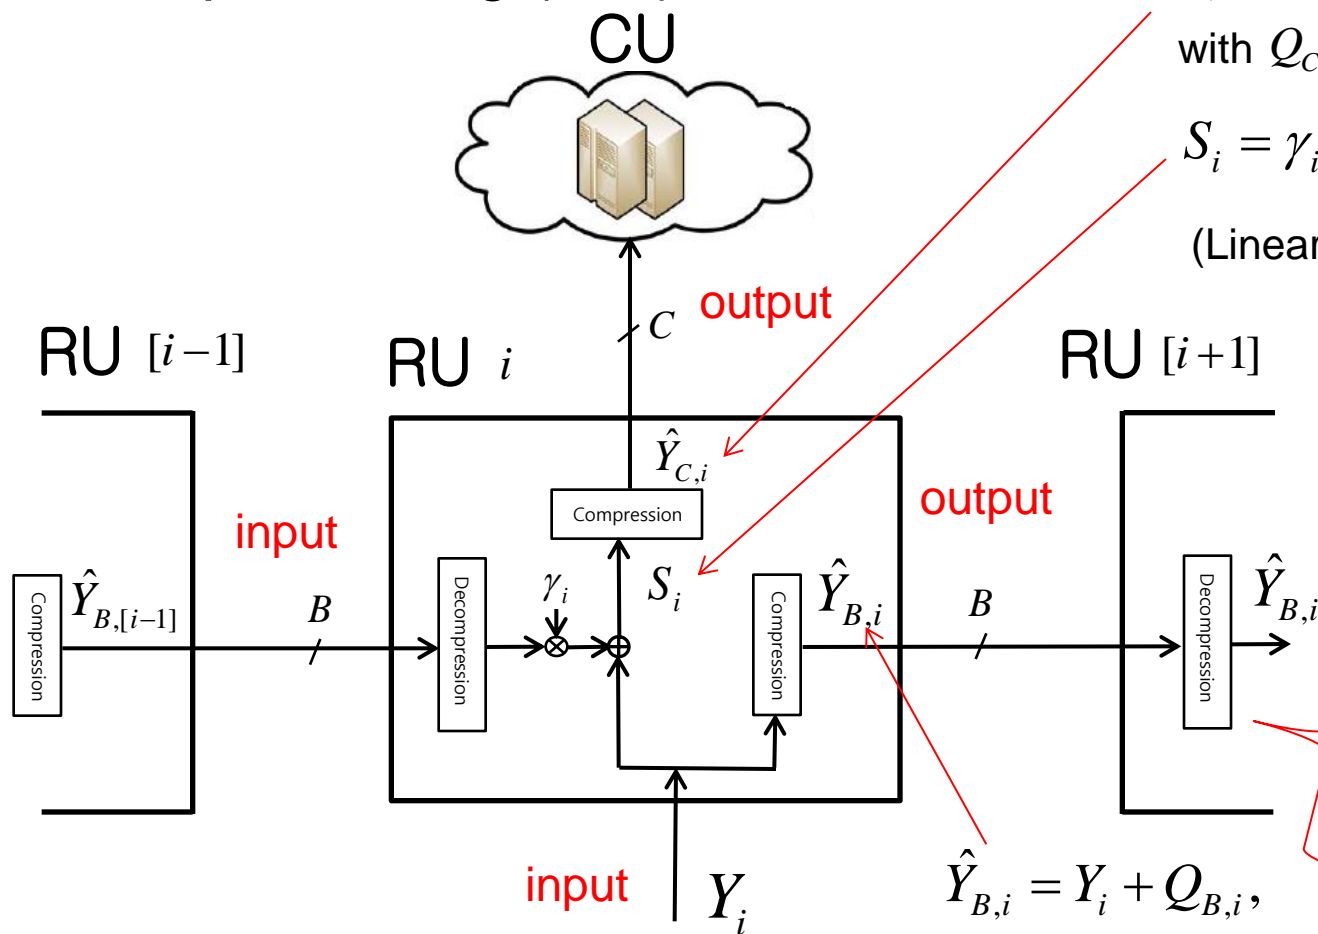 CU
with Q_C
S_i = γ_i
(Linear
output
C
RU [i−1]
RU i
RU [i+1]
Ŷ_{C,i}
Compression
output
input
Compression
Ŷ_{B,[i−1]}
B
Decompression
γ_i
S_i
Compression
Ŷ_{B,i}
B
Decompression
Ŷ_{B,i}
input
Y_i
Ŷ_{B,i} = Y_i + Q_{B,i},